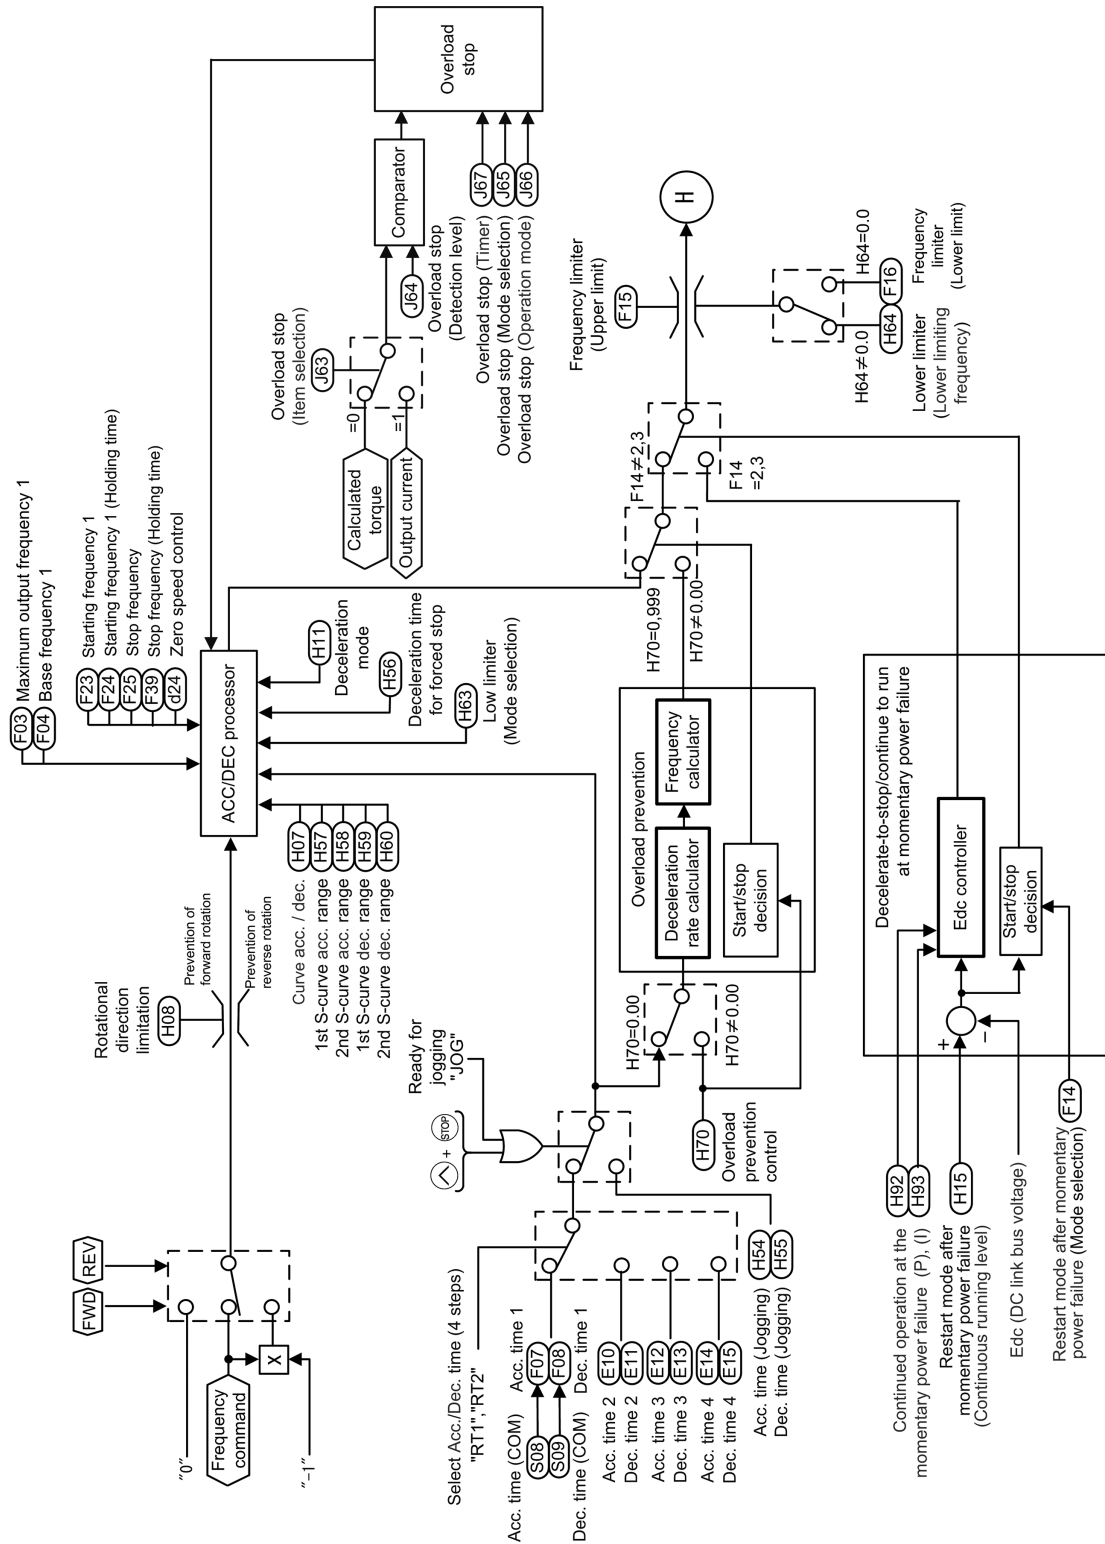 "0"
Frequency
command
"−1"
X
FWD
REV
Rotational
direction
limitation
H08
Prevention of
forward rotation
Prevention of
reverse rotation
F03
Maximum output frequency 1
F04
Base frequency 1
F23
Starting frequency 1
F24
Starting frequency 1 (Holding time)
F25
Stop frequency
F39
Stop frequency (Holding time)
d24
Zero speed control
ACC/DEC processor
Curve acc. / dec.
H07
1st S-curve acc. range
H57
2nd S-curve acc. range
H58
1st S-curve dec. range
H59
2nd S-curve dec. range
H60
H11
Deceleration
mode
H56
Deceleration time
for forced stop
H63
Low limiter
(Mode selection)
Overload stop
(Item selection)
J63
=0
=1
Calculated
torque
Output current
Comparator
J64
Overload stop
(Detection level)
Overload
stop
Overload stop (Timer)
J67
Overload stop (Mode selection)
J65
Overload stop (Operation mode)
J66
Select Acc./Dec. time (4 steps)
"RT1","RT2"
Acc. time (COM)
S08
Acc. time 1
F07
Dec. time (COM)
S09
Dec. time 1
F08
Acc. time 2
E10
Dec. time 2
E11
Acc. time 3
E12
Dec. time 3
E13
Acc. time 4
E14
Dec. time 4
E15
Acc. time (Jogging)
H54
Dec. time (Jogging)
H55
+
STOP
Ready for
jogging
"JOG"
H70=0.00
H70≠0.00
H70
Overload
prevention
control
Overload prevention
Deceleration
rate calculator
Frequency
calculator
Start/stop
decision
H70=0,999
H70≠0.00
F14≠2,3
F14
=2,3
Frequency limiter
(Upper limit)
F15
H
H64≠0.0
H64=0.0
H64
F16
Lower limiter
(Lower limiting
frequency)
Frequency
limiter
(Lower limit)
Decelerate-to-stop/continue to run
at momentary power failure
Edc controller
Start/stop
decision
+
−
Continued operation at the
momentary power failure (P), (I)
H92
H93
Restart mode after
momentary power failure
(Continuous running level)
H15
Edc (DC link bus voltage)
Restart mode after momentary
power failure (Mode selection)
F14